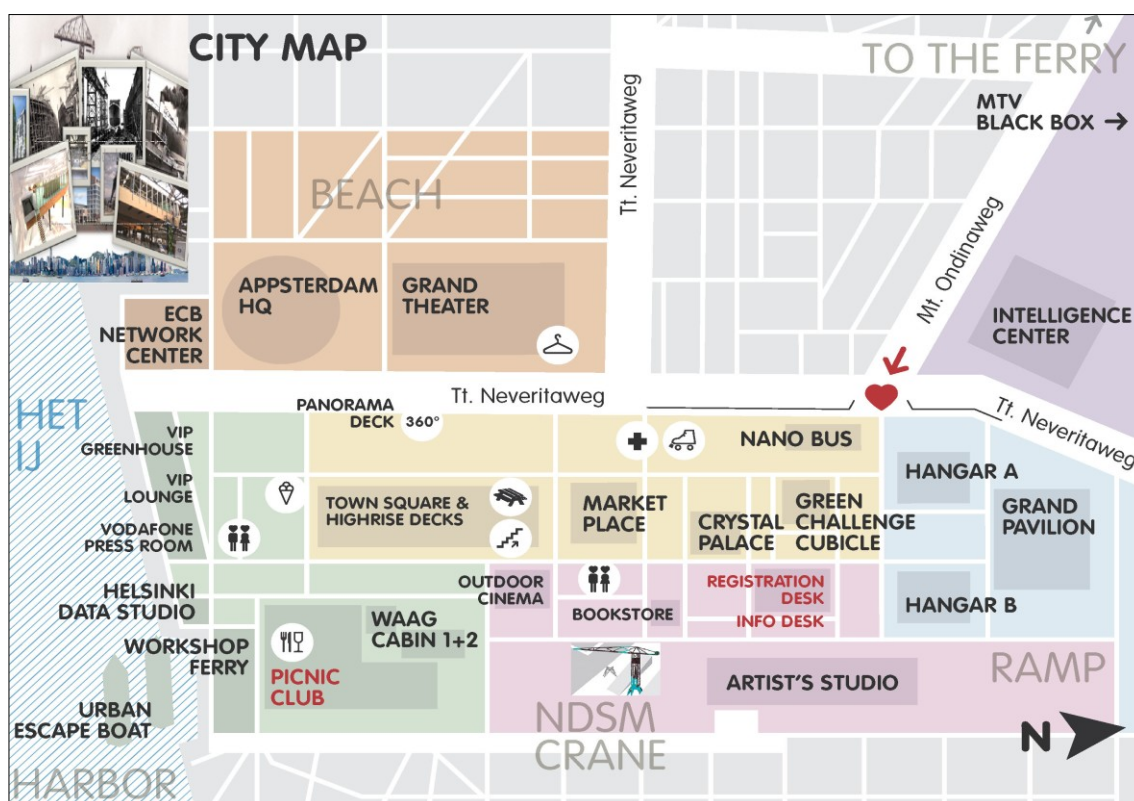 CITY MAP
TO THE FERRY
MTV
BLACK BOX →
BEACH
Tt. Neveritaweg
Mt. Ondinaweg
APPSTERDAM
HQ
GRAND
THEATER
ECB
NETWORK
CENTER
INTELLIGENCE
CENTER
HET
IJ
Tt. Neveritaweg
Tt. Neveritaweg
PANORAMA
DECK 360°
VIP
GREENHOUSE
NANO BUS
HANGAR A
VIP
LOUNGE
TOWN SQUARE &
HIGHRISE DECKS
MARKET
PLACE
CRYSTAL
PALACE
GREEN
CHALLENGE
CUBICLE
GRAND
PAVILION
VODAFONE
PRESS ROOM
HELSINKI
DATA STUDIO
OUTDOOR
CINEMA
BOOKSTORE
REGISTRATION
DESK
INFO DESK
HANGAR B
WAAG
CABIN 1+2
WORKSHOP
FERRY
PICNIC
CLUB
ARTIST'S STUDIO
RAMP
URBAN
ESCAPE BOAT
NDSM
CRANE
N
HARBOR